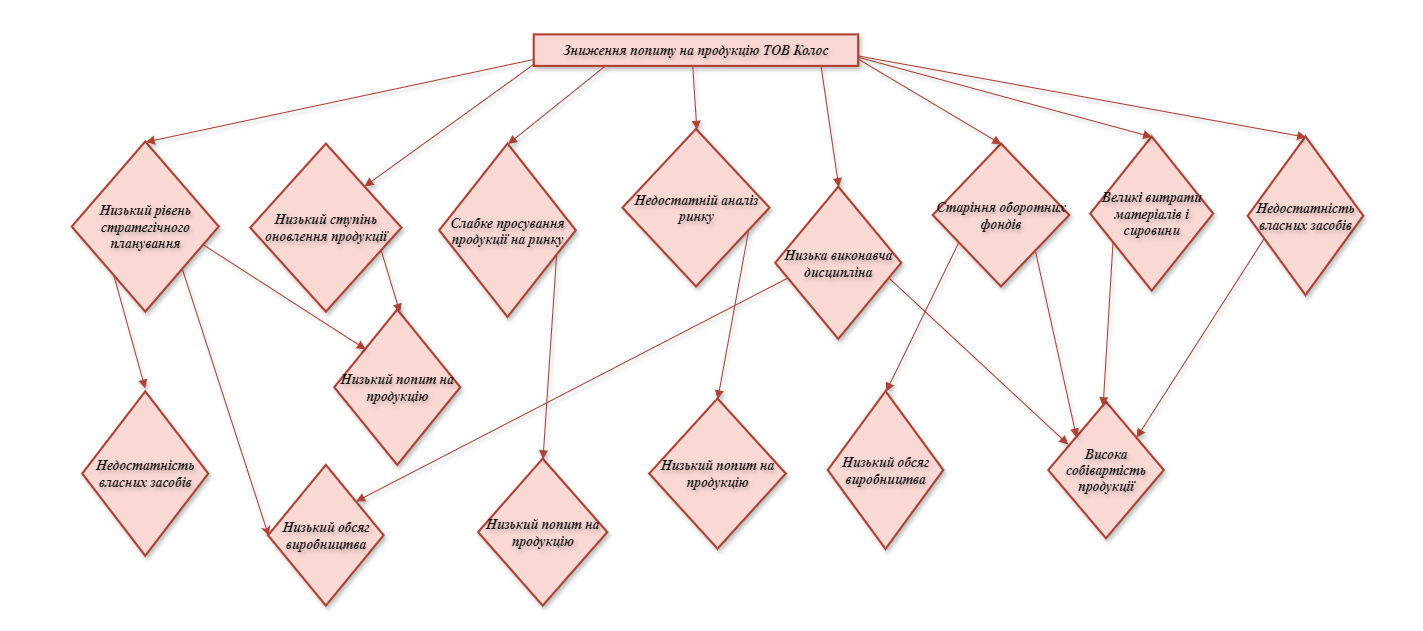 Зниження попиту на продукцію ТОВ Колос
Низький рівень
стратегічного
планування
Низький ступінь
оновлення продукції
Слабке просування
продукції на ринку
Недостатній аналіз
ринку
Низька виконавча
дисципліна
Старіння оборотних
фондів
Великі витрати
матеріалів і
сировини
Недостатність
власних засобів
Низький попит на
продукцію
Недостатність
власних засобів
Низький обсяг
виробництва
Низький попит на
продукцію
Низький попит на
продукцію
Низький обсяг
виробництва
Висока
собівартість
продукції